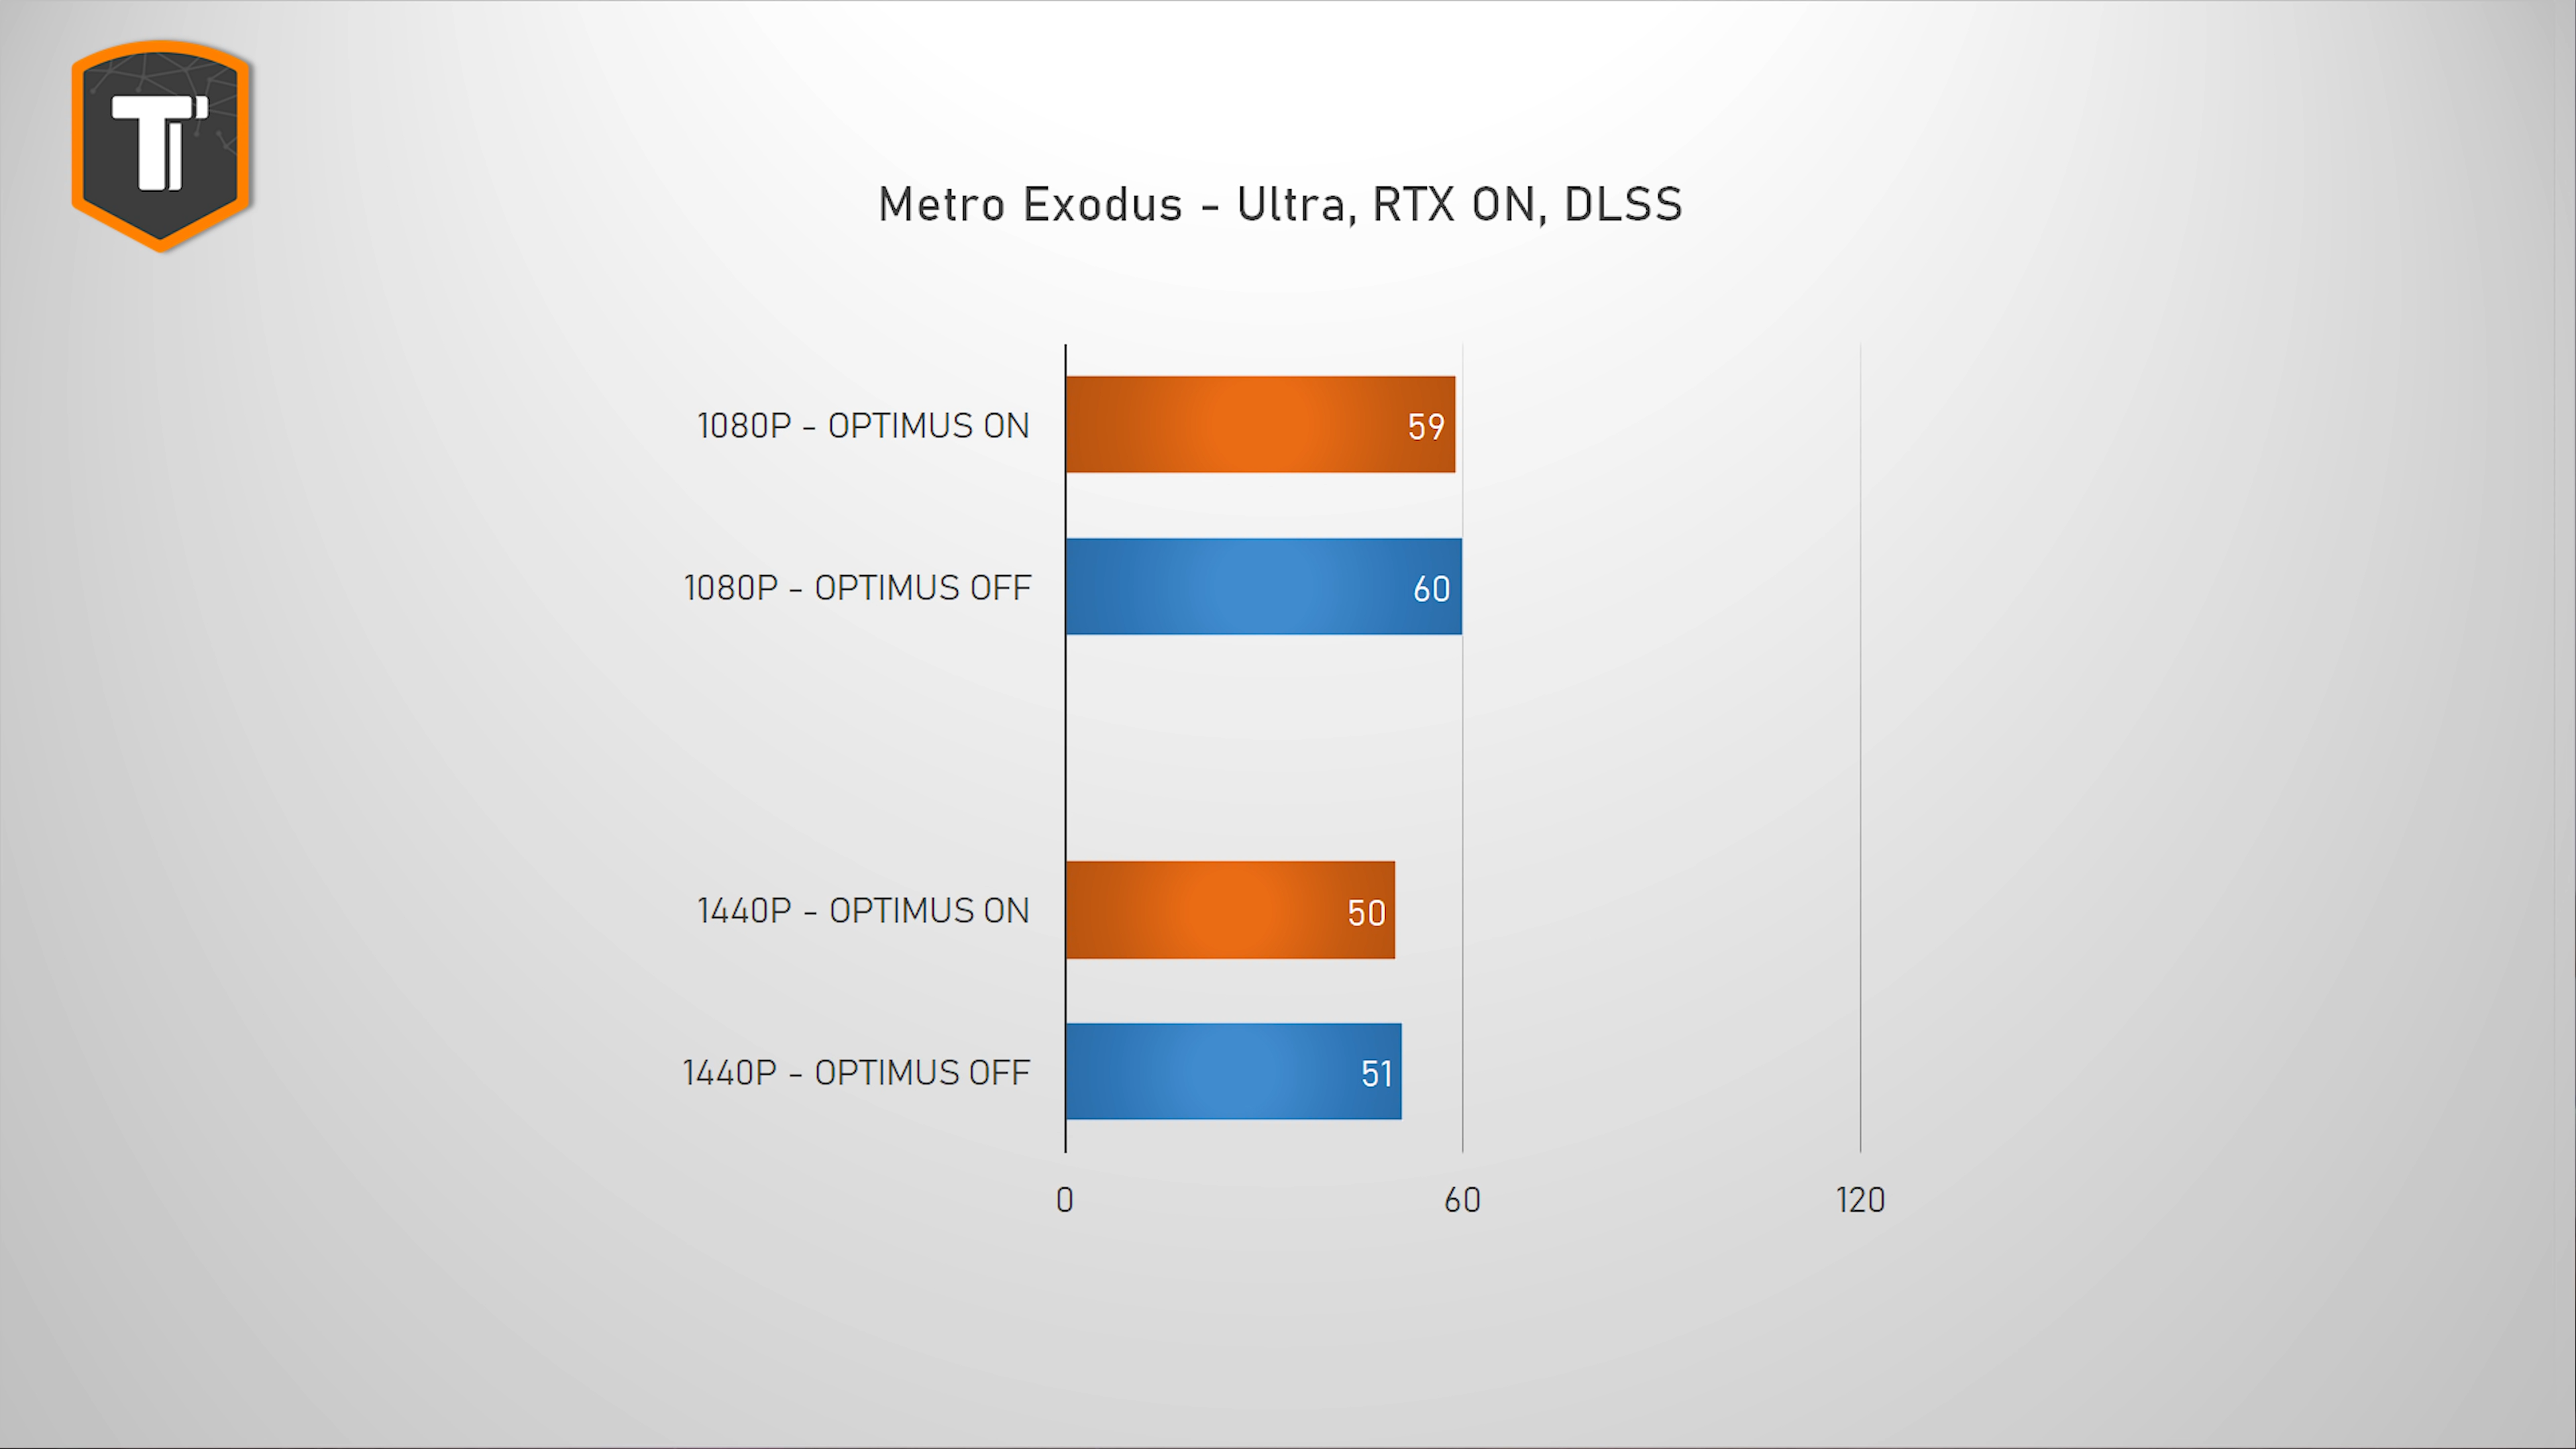 T
Metro Exodus - Ultra, RTX ON, DLSS
1080P - OPTIMUS ON
59
1080P - OPTIMUS OFF
60
1440P - OPTIMUS ON
50
1440P - OPTIMUS OFF
51
0 60 120